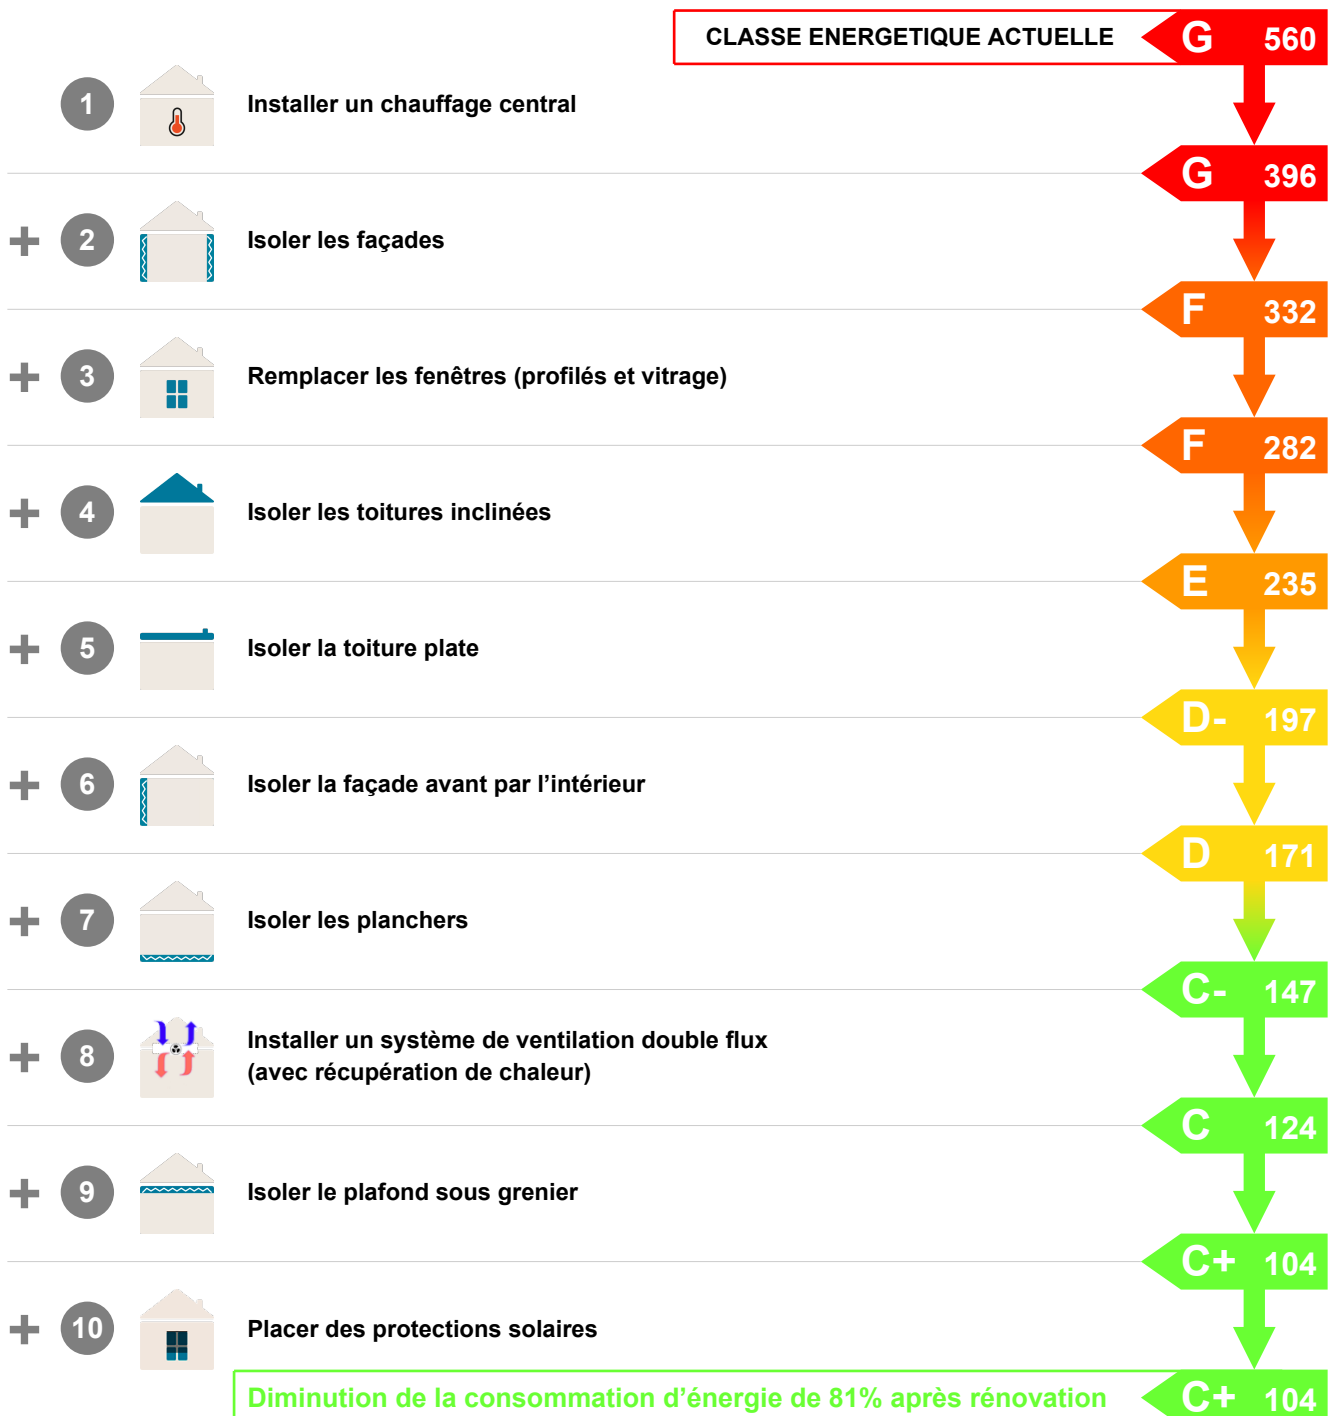 CLASSE ENERGETIQUE ACTUELLE G 560
1 Installer un chauffage central
G 396
+ 2 Isoler les façades
F 332
+ 3 Remplacer les fenêtres (profilés et vitrage)
F 282
+ 4 Isoler les toitures inclinées
E 235
+ 5 Isoler la toiture plate
D- 197
+ 6 Isoler la façade avant par l’intérieur
D 171
+ 7 Isoler les planchers
C- 147
+ 8 Installer un système de ventilation double flux
(avec récupération de chaleur)
C 124
+ 9 Isoler le plafond sous grenier
C+ 104
+ 10 Placer des protections solaires
Diminution de la consommation d’énergie de 81% après rénovation C+ 104